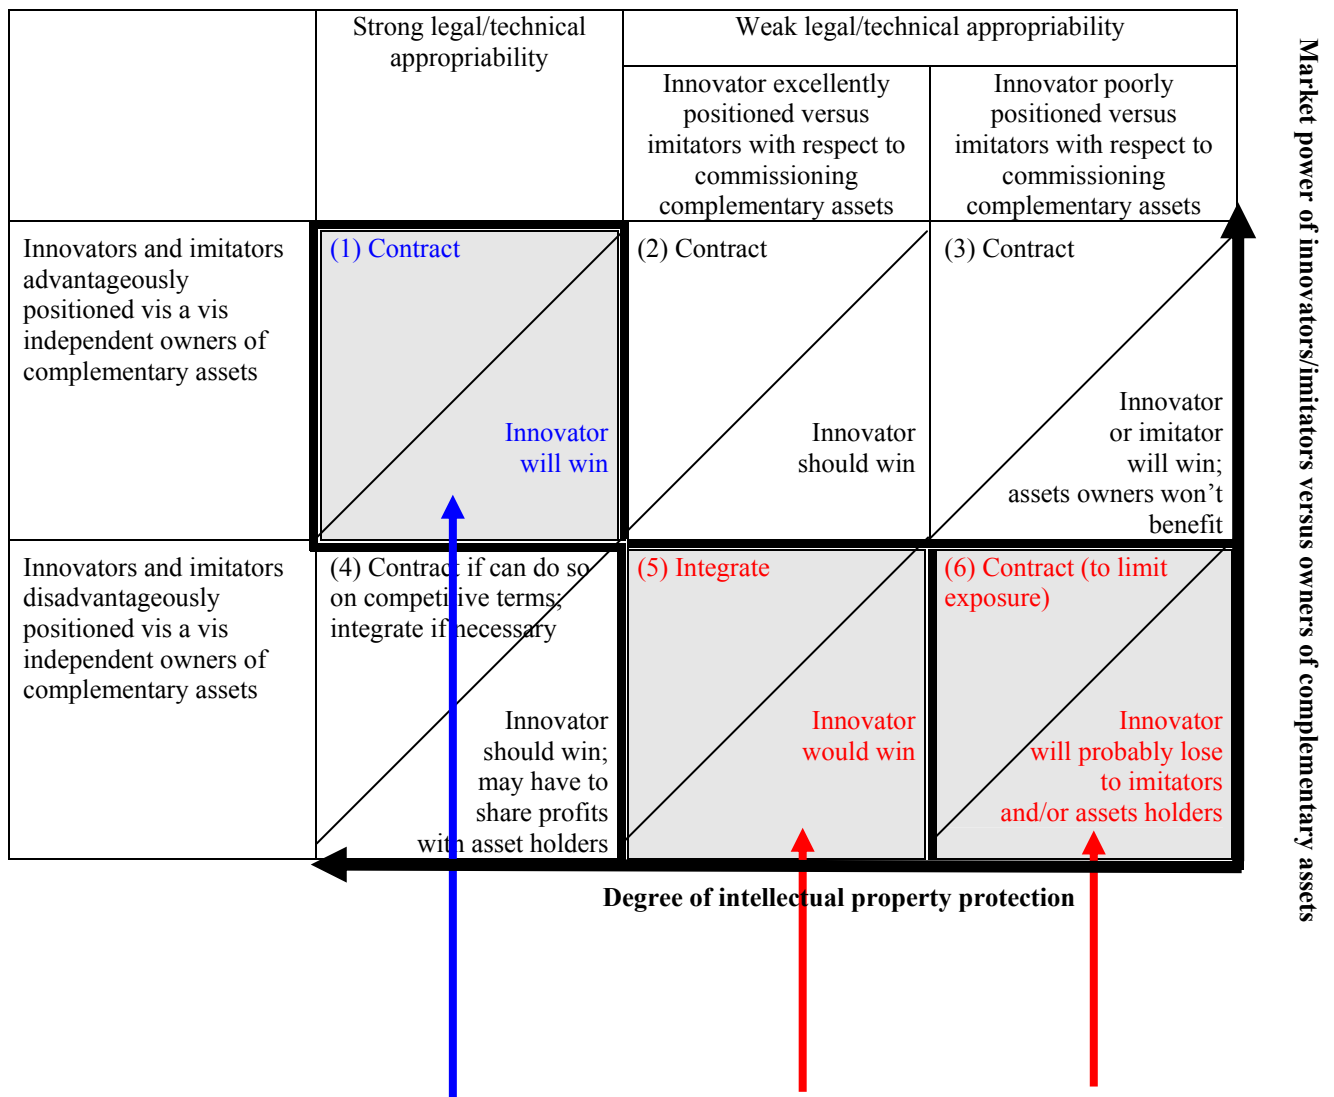 Strong legal/technical
appropriability
Weak legal/technical appropriability
Innovator excellently
positioned versus
imitators with respect to
commissioning
complementary assets
Innovator poorly
positioned versus
imitators with respect to
commissioning
complementary assets
Innovators and imitators
advantageously
positioned vis a vis
independent owners of
complementary assets
(1) Contract
Innovator
will win
(2) Contract
Innovator
should win
(3) Contract
Innovator
or imitator
will win;
assets owners won’t
benefit
Innovators and imitators
disadvantageously
positioned vis a vis
independent owners of
complementary assets
(4) Contract if can do so
on competitive terms;
integrate if necessary
Innovator
should win;
may have to
share profits
with asset holders
(5) Integrate
Innovator
would win
(6) Contract (to limit
exposure)
Innovator
will probably lose
to imitators
and/or assets holders
Degree of intellectual property protection
Market power of innovators/imitators versus owners of complementary assets